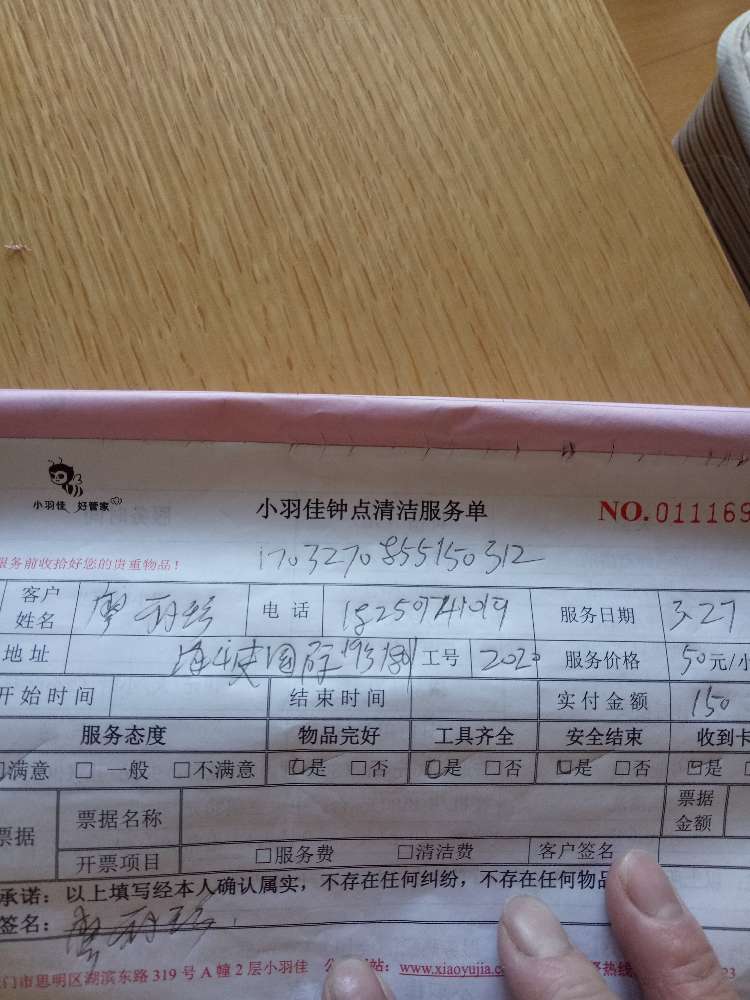 小羽佳 好管家
小羽佳钟点清洁服务单 NO.011169
服务前收拾好您的贵重物品!
1703270855150312
客户姓名 电话 服务日期 3.27
地址 国际 工号 2020 服务价格 50元/小
开始时间 结束时间 实付金额 150
服务态度 物品完好 工具齐全 安全结束 收到卡
□满意 □一般 □不满意 □是 □否 □是 □否 □是 □否 □是
票据 票据名称 票据金额
开票项目 □服务费 □清洁费 客户签名
承诺:以上填写经本人确认属实,不存在任何纠纷,不存在任何物品
签名:
门市思明区湖滨东路319号A幢2层小羽佳 站:www.xiaoyujia.c 热线 23